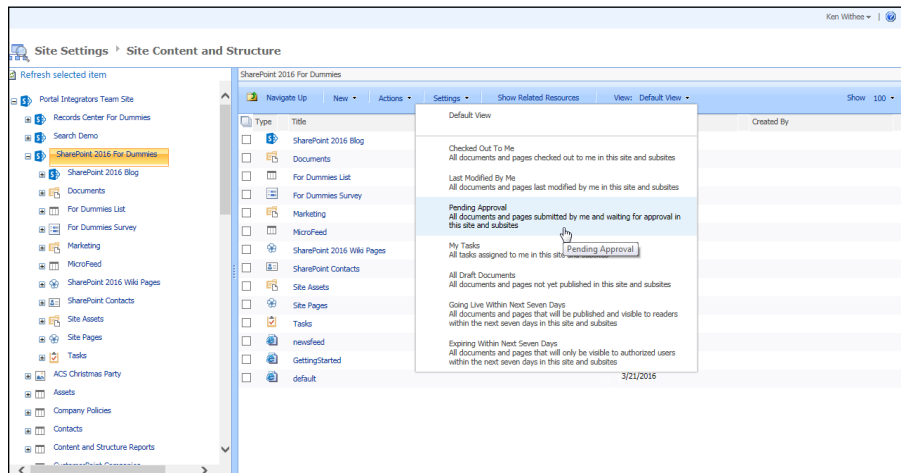 Ken Withee
Site Settings Site Content and Structure
Refresh selected item
SharePoint 2016 For Dummies
Portal Integrators Team Site
Records Center For Dummies
Search Demo
SharePoint 2016 For Dummies
SharePoint 2016 Blog
Documents
For Dummies List
For Dummies Survey
Marketing
MicroFeed
SharePoint 2016 Wiki Pages
SharePoint Contacts
Site Assets
Site Pages
Tasks
ACS Christmas Party
Assets
Company Policies
Contacts
Content and Structure Reports
Navigate Up New Actions Settings Show Related Resources View: Default View Show 100
Type Title Created By
SharePoint 2016 Blog
Documents
For Dummies List
For Dummies Survey
Marketing
MicroFeed
SharePoint 2016 Wiki Pages
SharePoint Contacts
Site Assets
Site Pages
Tasks
newsfeed
GettingStarted
default 3/21/2016
Default View
Checked Out To Me
All documents and pages checked out to me in this site and subsites
Last Modified By Me
All documents and pages last modified by me in this site and subsites
Pending Approval
All documents and pages submitted by me and waiting for approval in
this site and subsites
Pending Approval
My Tasks
All tasks assigned to me in this site
All Draft Documents
All documents and pages not yet published in this site and subsites
Going Live Within Next Seven Days
All documents and pages that will be published and visible to readers
within the next seven days in this site and subsites
Expiring Within Next Seven Days
All documents and pages that will only be visible to authorized users
within the next seven days in this site and subsites